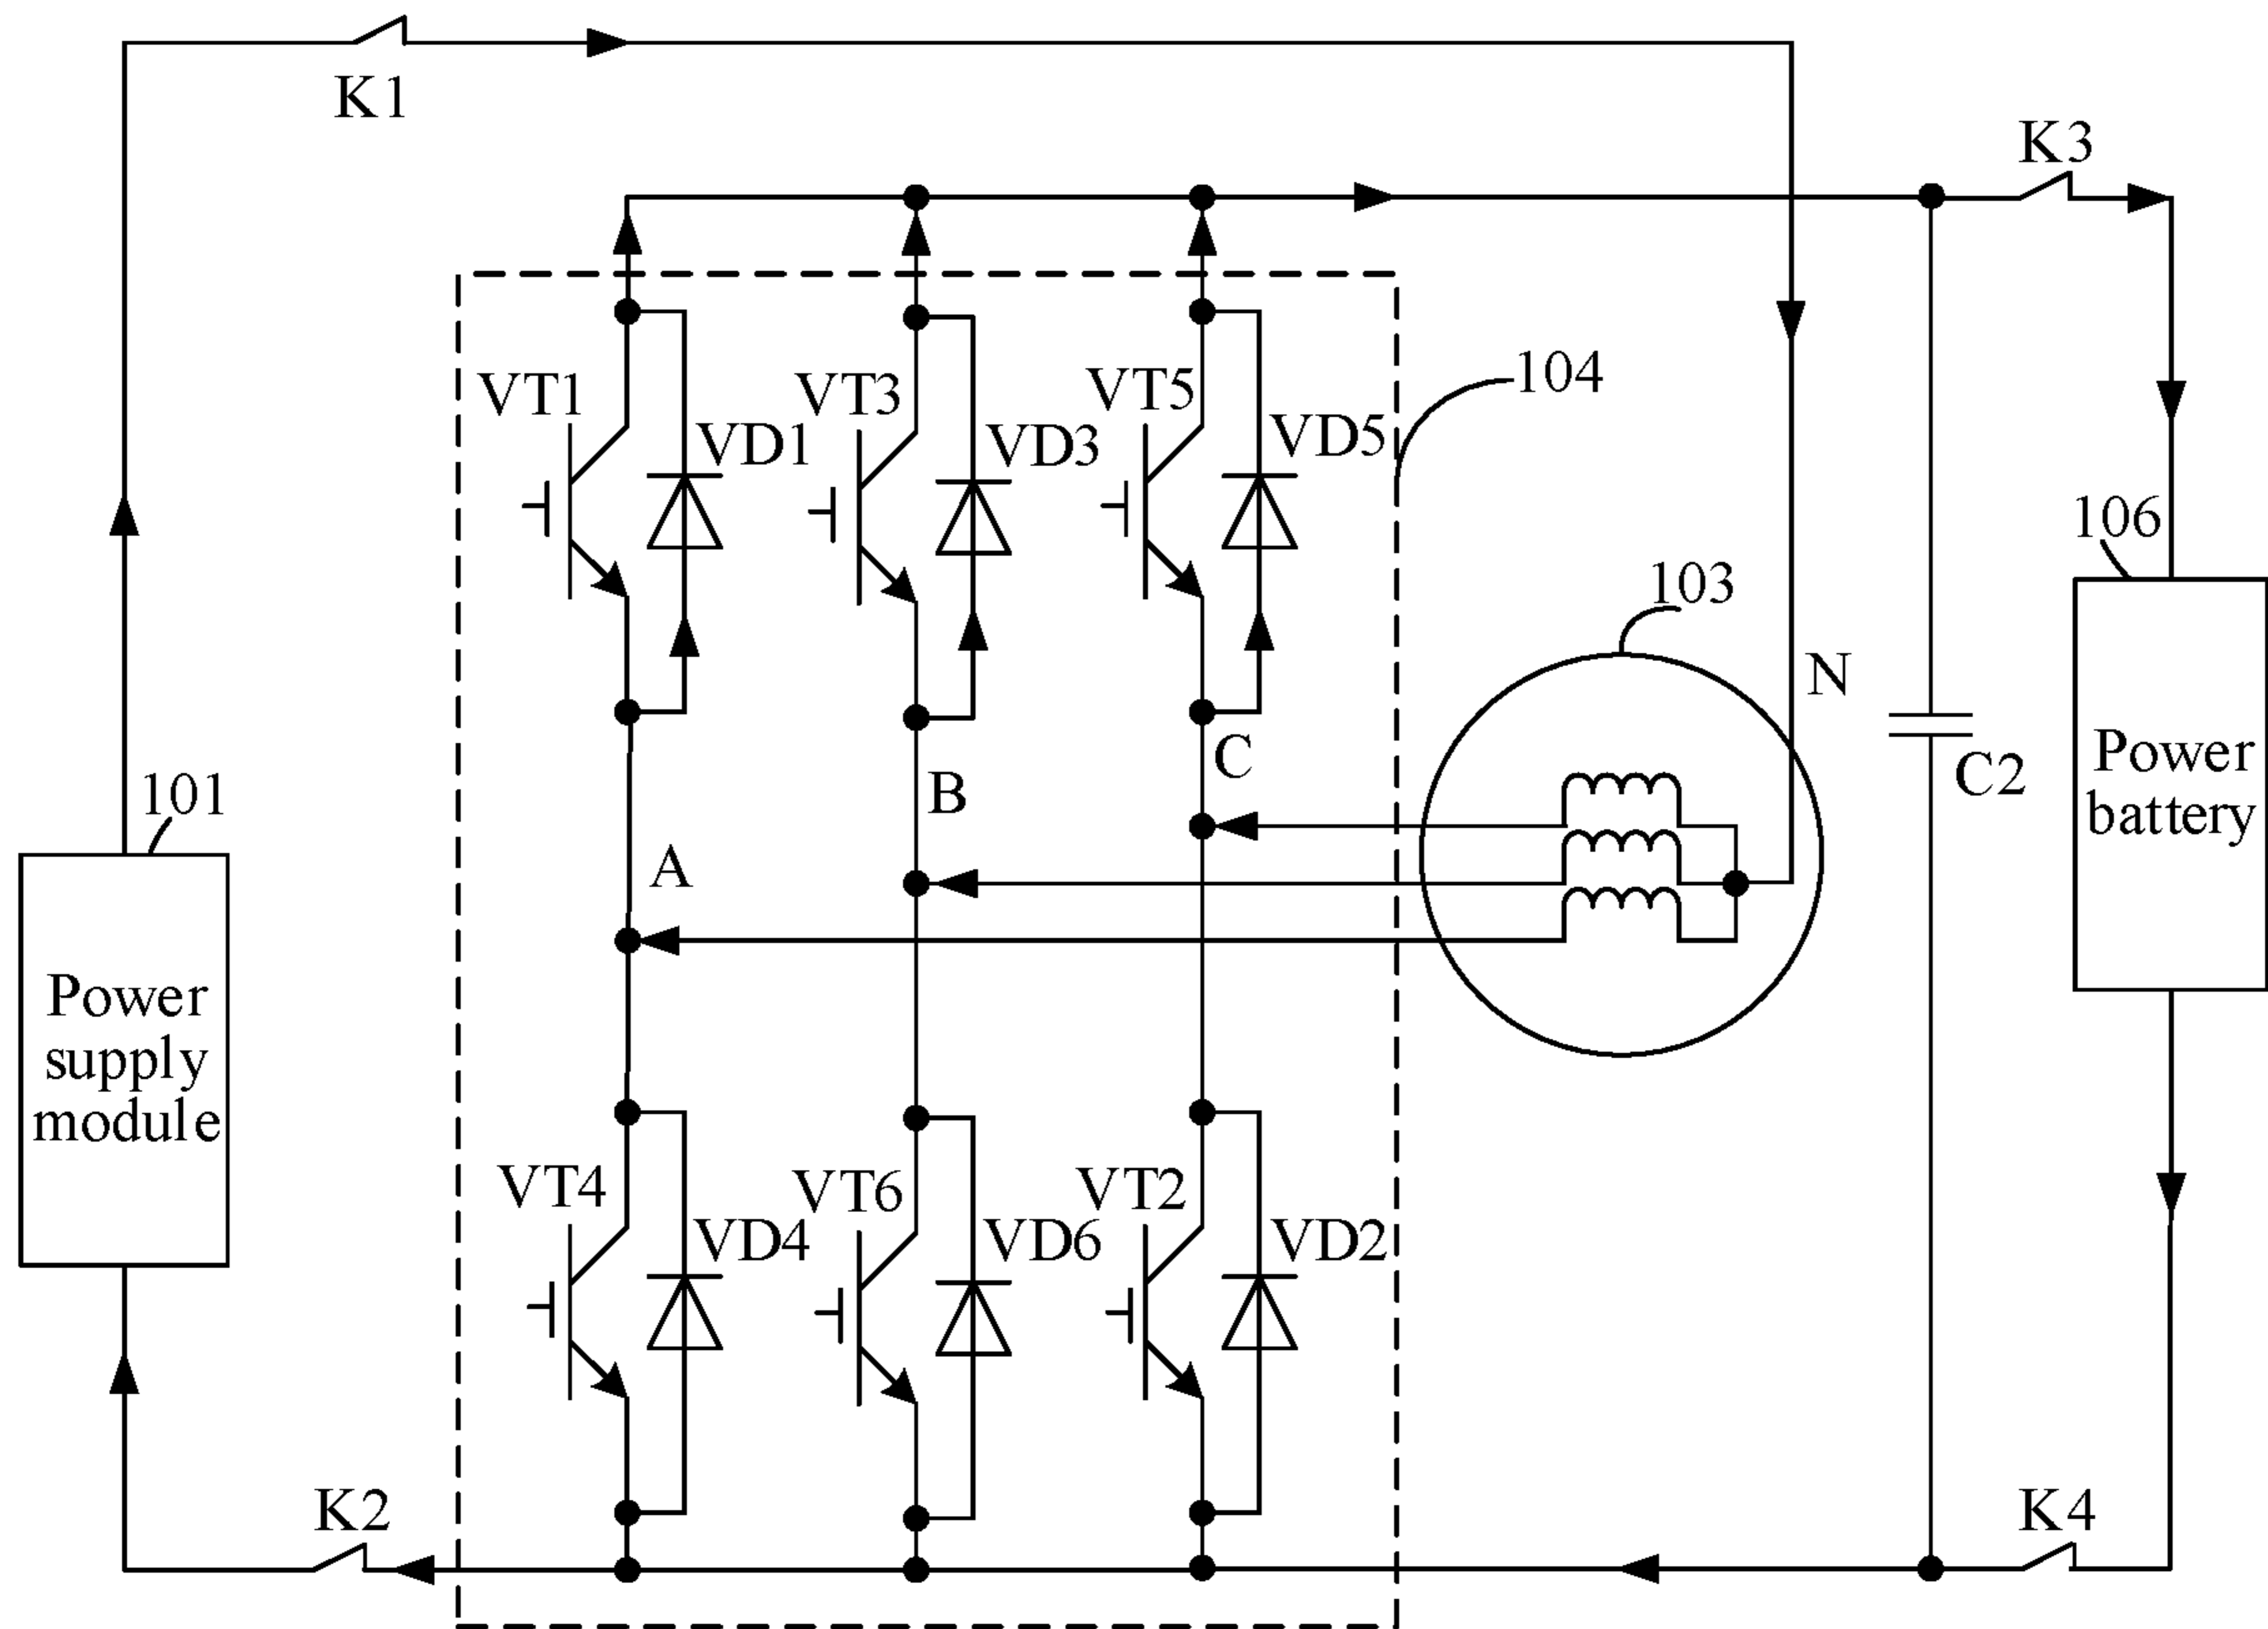 K1
K3
104
VT1
VT3
VT5
VD1
VD3
VD5
106
103
N
101
A
B
C
C2
Power
battery
Power
supply
module
VT4
VT6
VT2
VD4
VD6
VD2
K2
K4